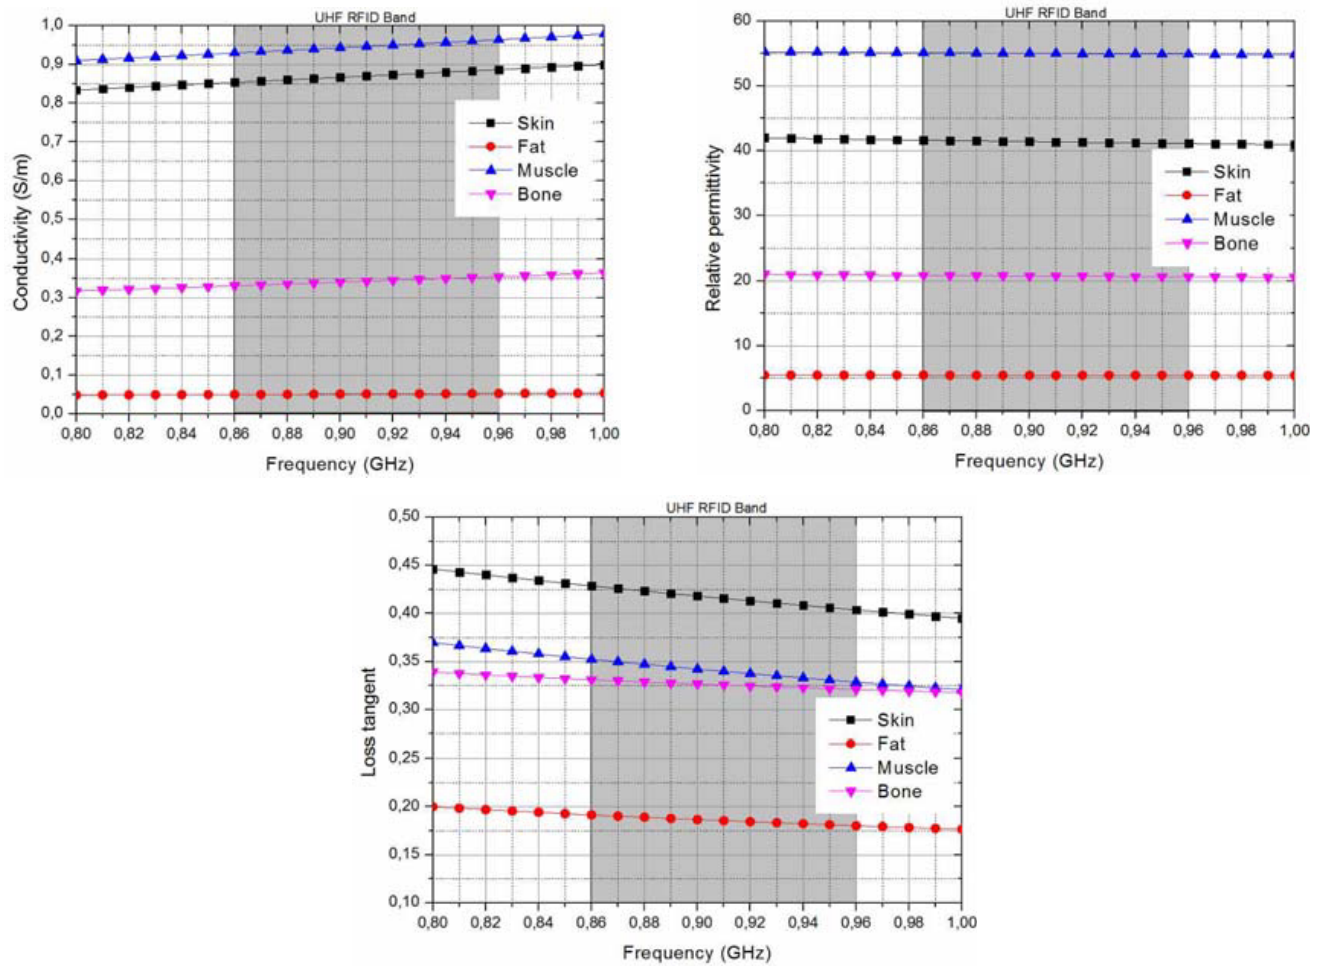 UHF RFID Band
1,0
0,9
0,8
0,7
0,6
0,5
0,4
0,3
0,2
0,1
0,0
Conductivity (S/m)
Skin
Fat
Muscle
Bone
0,80 0,82 0,84 0,86 0,88 0,90 0,92 0,94 0,96 0,98 1,00
Frequency (GHz)
UHF RFID Band
60
50
40
30
20
10
0
Relative permittivity
Skin
Fat
Muscle
Bone
0,80 0,82 0,84 0,86 0,88 0,90 0,92 0,94 0,96 0,98 1,00
Frequency (GHz)
UHF RFID Band
0,50
0,45
0,40
0,35
0,30
0,25
0,20
0,15
0,10
Loss tangent
Skin
Fat
Muscle
Bone
0,80 0,82 0,84 0,86 0,88 0,90 0,92 0,94 0,96 0,98 1,00
Frequency (GHz)